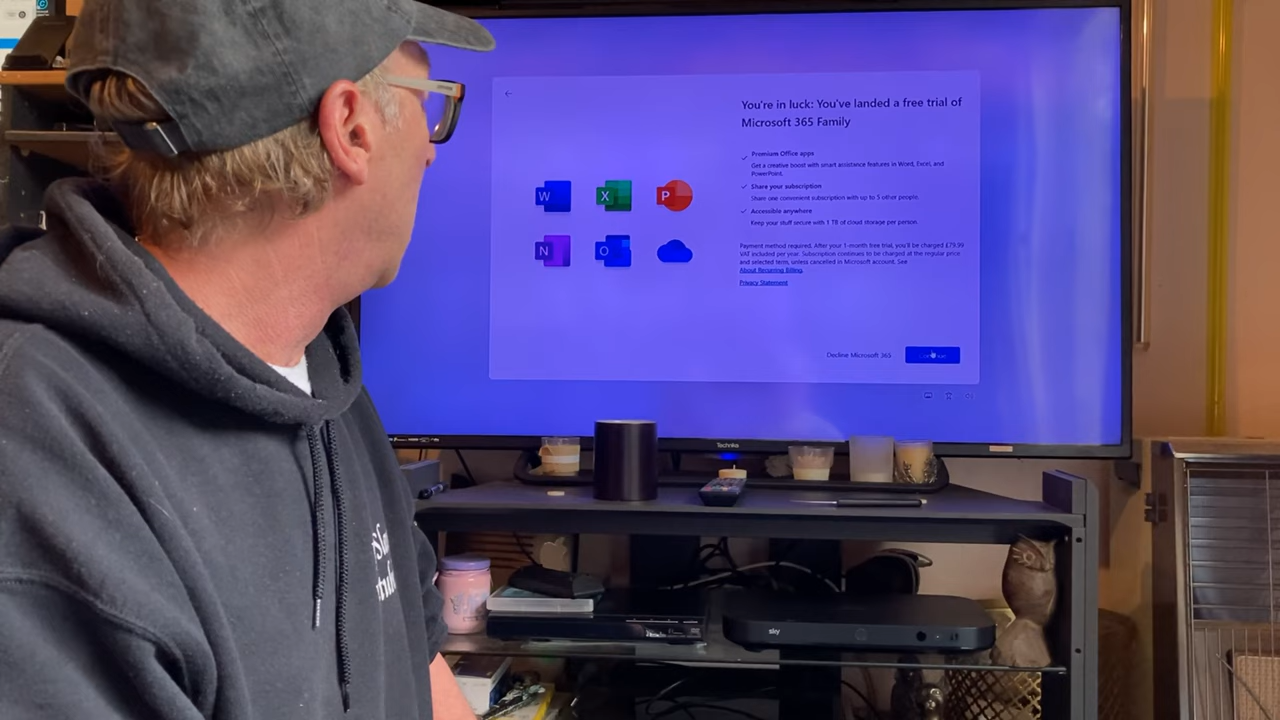 You're in luck: You've landed a free trial of
Microsoft 365 Family
Premium Office apps
Get a creative boost with smart assistance features in Word, Excel, and
PowerPoint.
Share your subscription
Share one convenient subscription with up to 5 other people.
Accessible anywhere
Keep your stuff secure with 1 TB of cloud storage per person.
Payment method required. After your 1-month free trial, you'll be charged £79.99
VAT included per year. Subscription continues to be charged at the regular price
and selected term, unless cancelled in Microsoft account. See
About Recurring Billing.
Privacy Statement
W
X
P
N
O
Decline Microsoft 365
Technika
sky